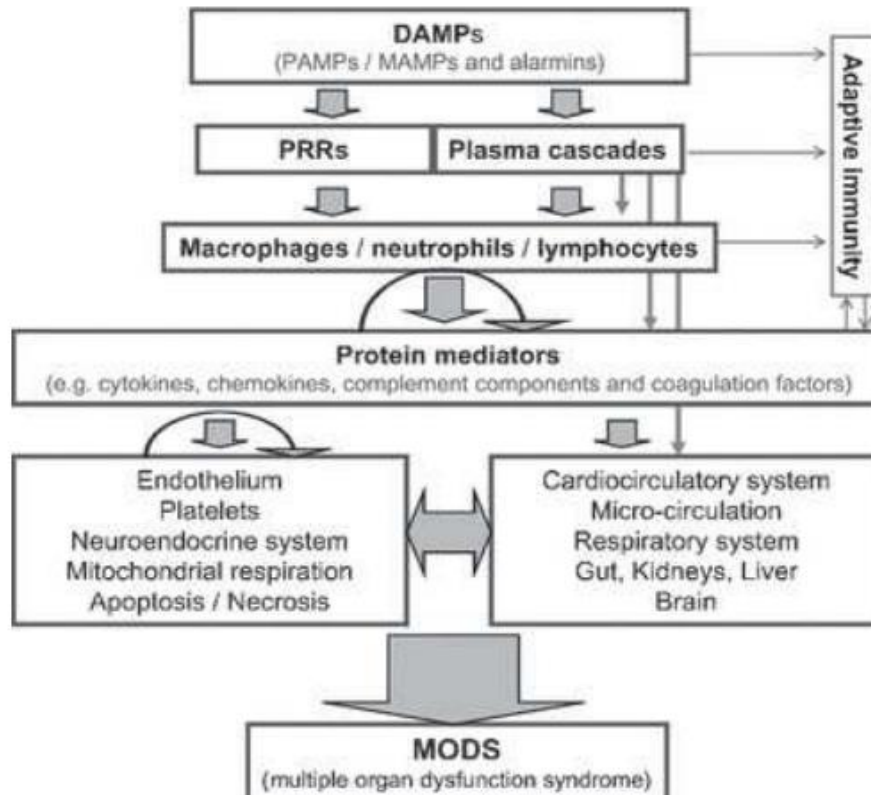 DAMPs
(PAMPs / MAMPs and alarmins)
Adaptive immunity
PRRs
Plasma cascades
Macrophages / neutrophils / lymphocytes
Protein mediators
(e.g. cytokines, chemokines, complement components and coagulation factors)
Endothelium
Platelets
Neuroendocrine system
Mitochondrial respiration
Apoptosis / Necrosis
Cardiocirculatory system
Micro-circulation
Respiratory system
Gut, Kidneys, Liver
Brain
MODS
(multiple organ dysfunction syndrome)